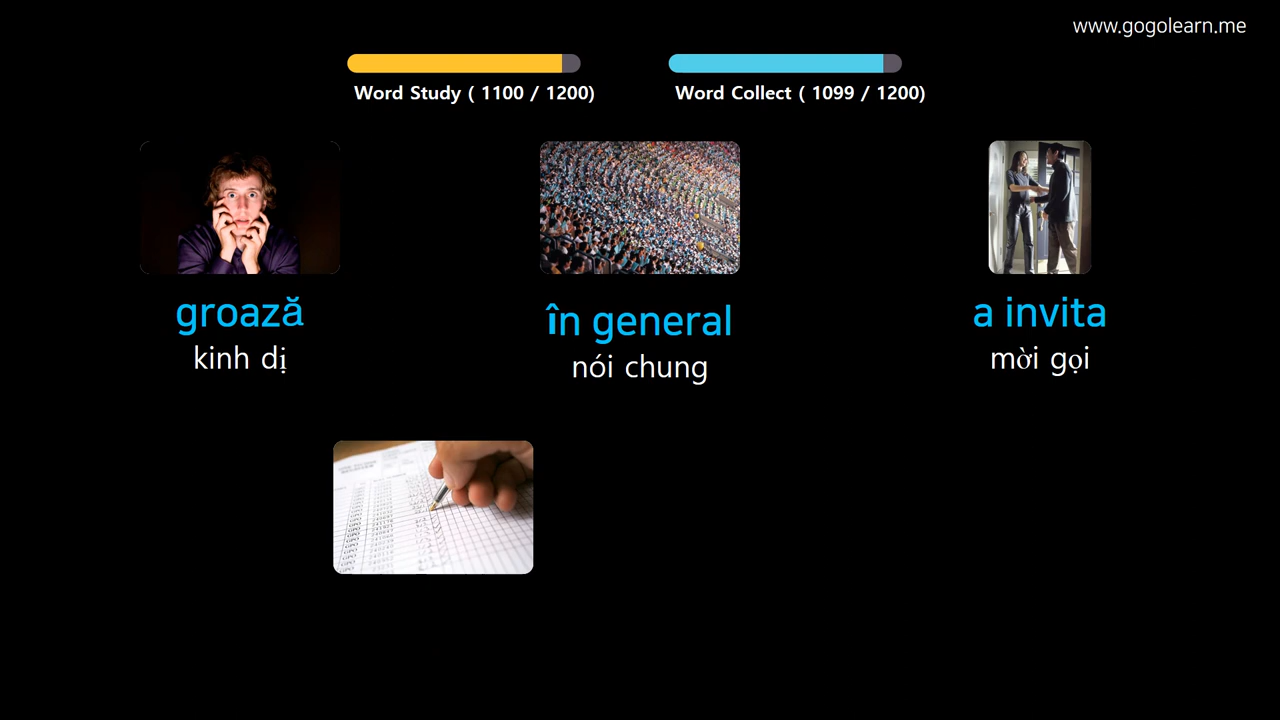 www.gogolearn.me
Word Study ( 1100 / 1200)
Word Collect ( 1099 / 1200)
groază
kinh dị
în general
nói chung
a invita
mời gọi